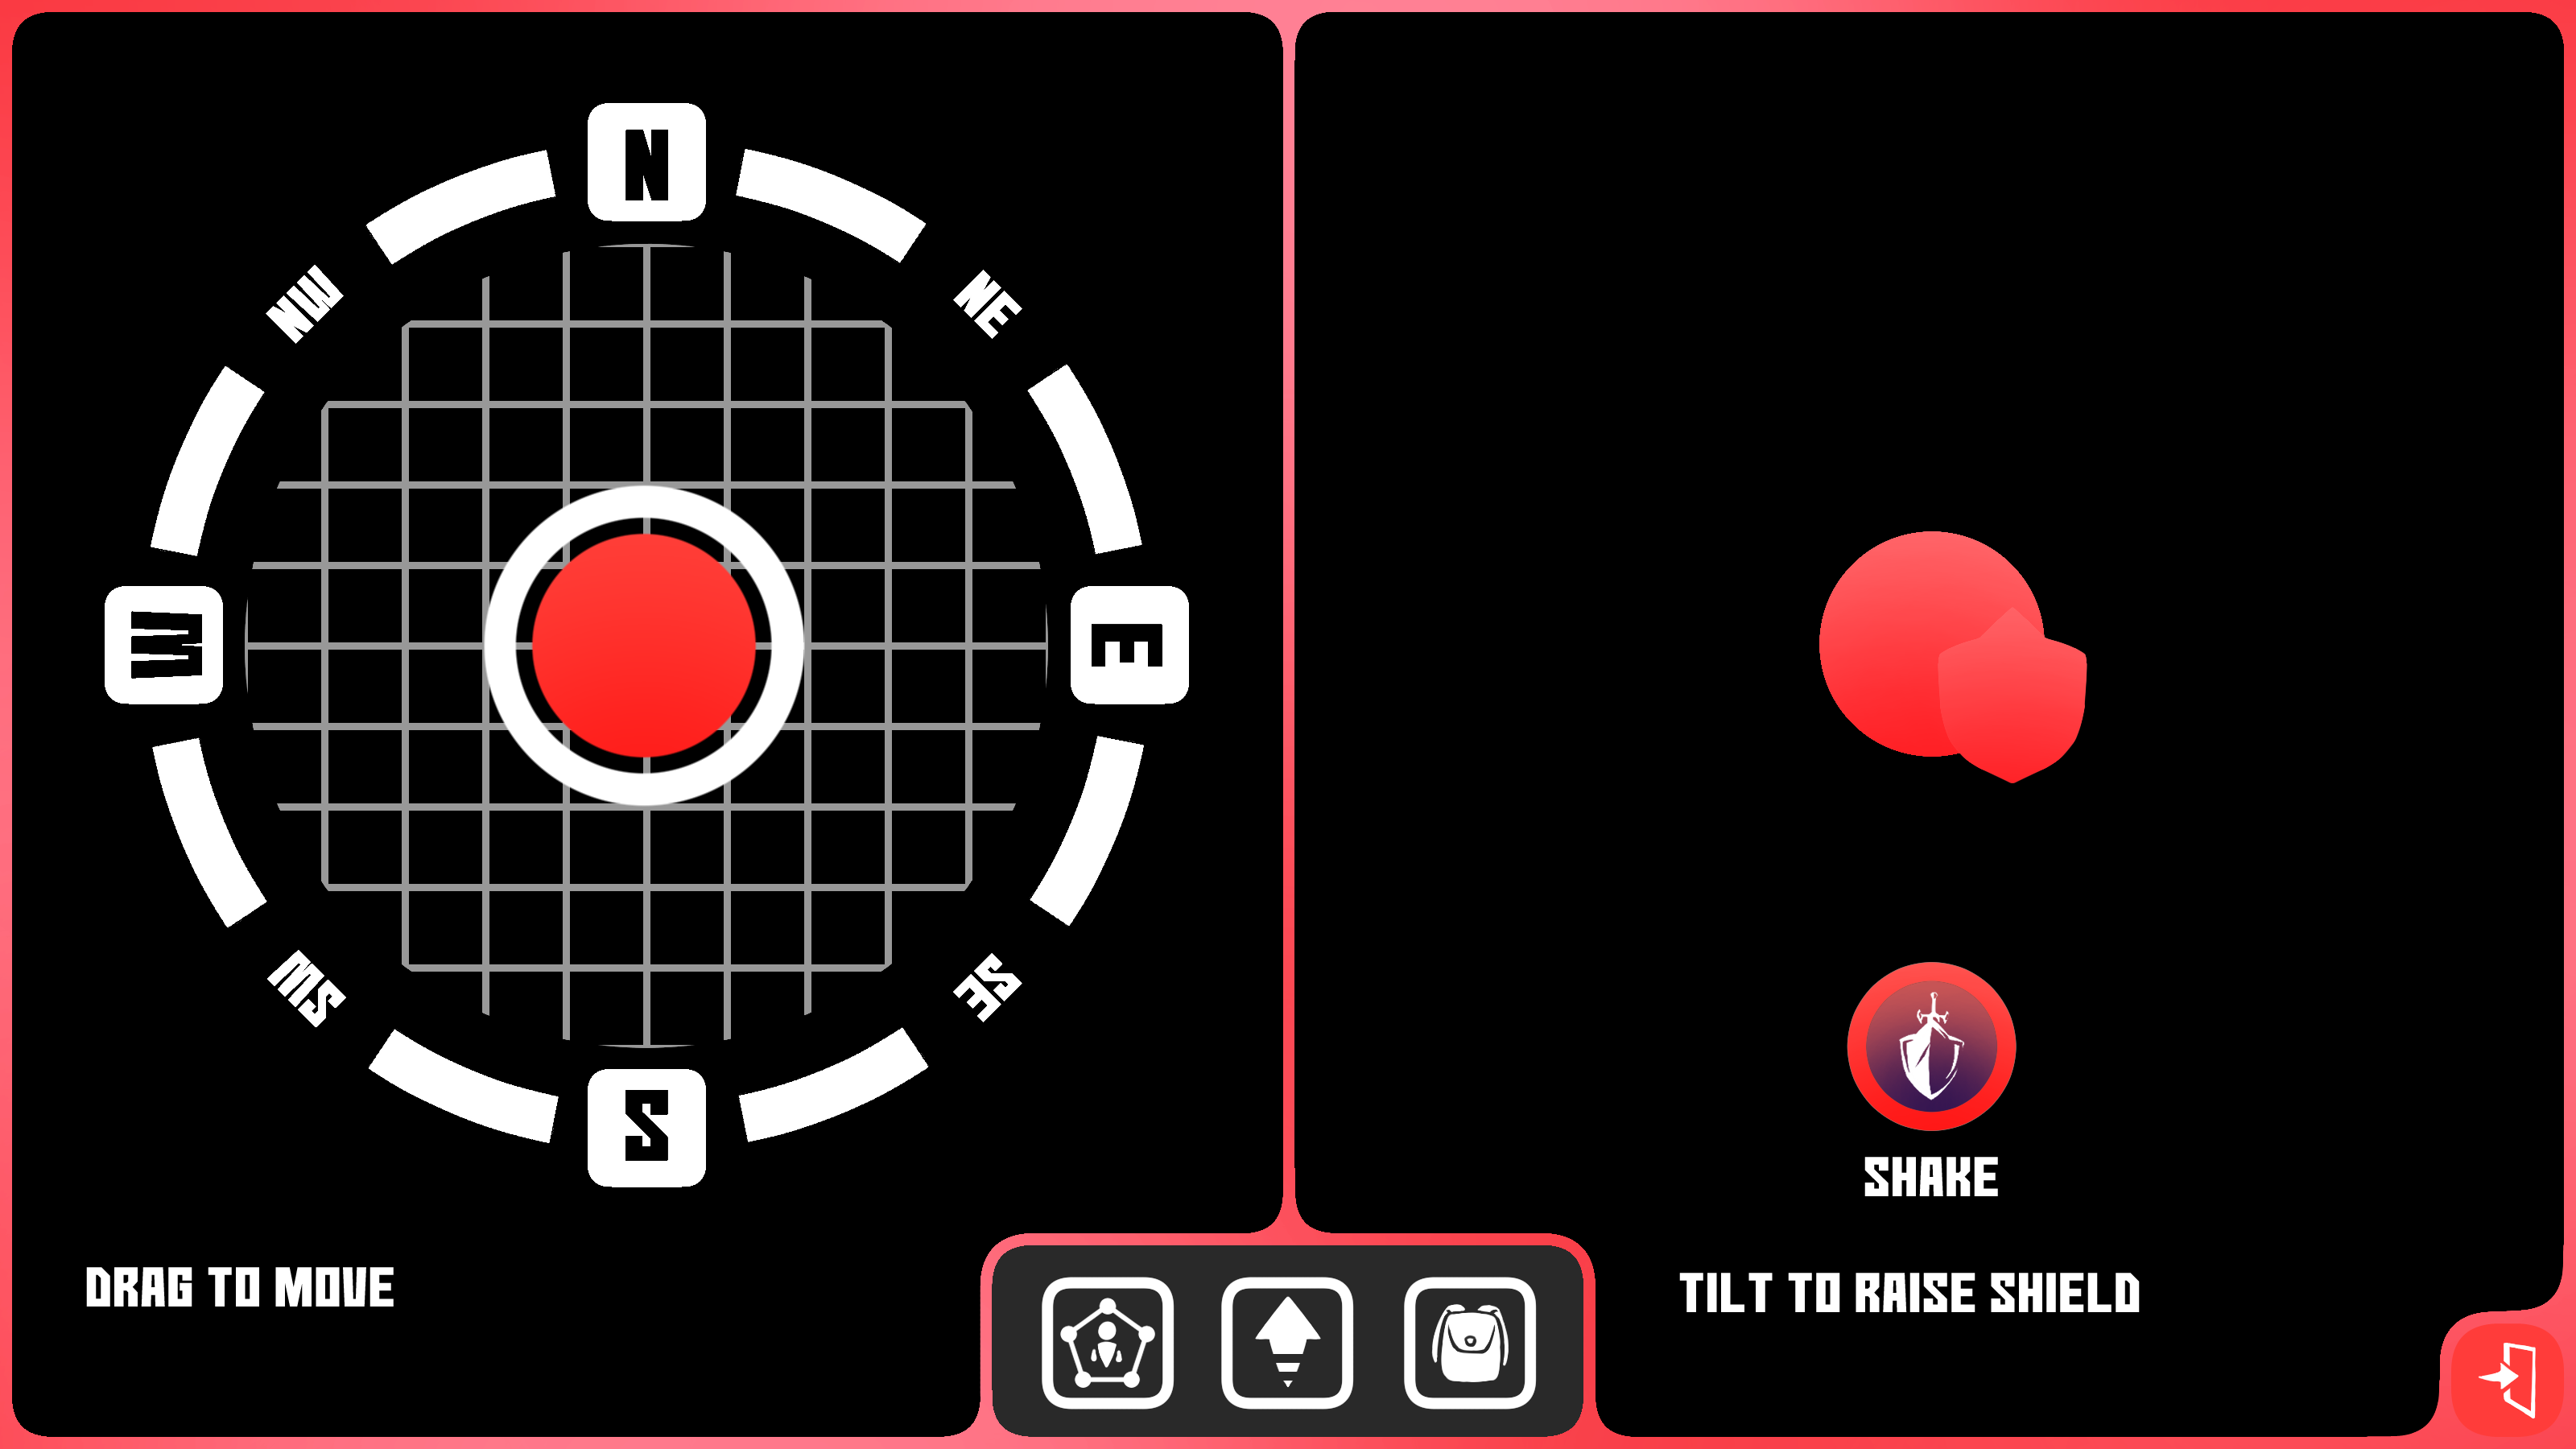 N
NW
NE
W
E
SW
SE
S
SHAKE
DRAG TO MOVE
TILT TO RAISE SHIELD